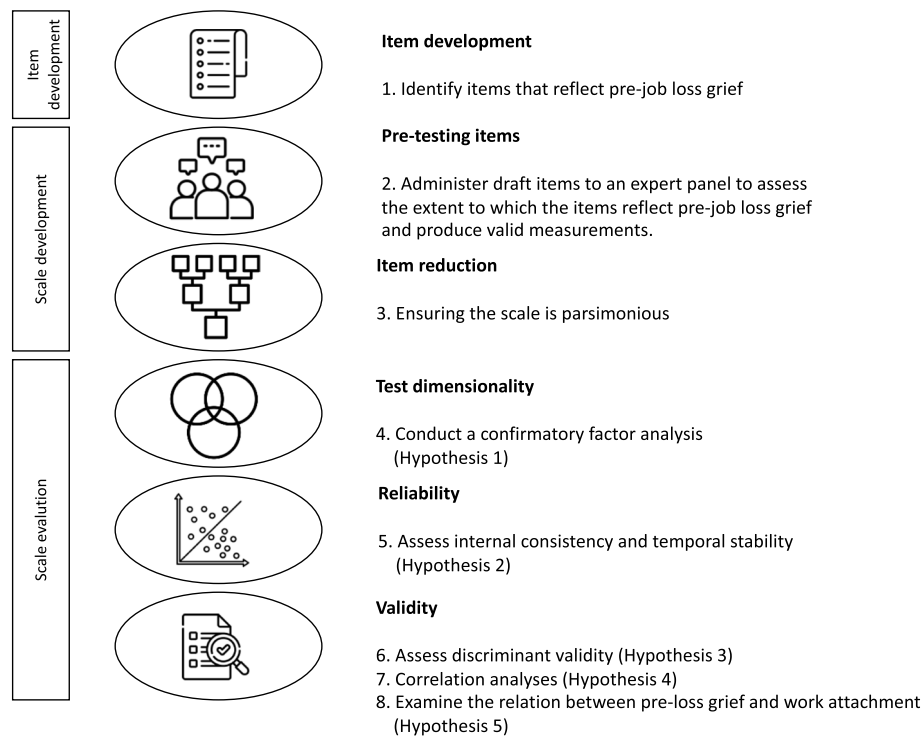 Item
development
Item development
1. Identify items that reflect pre-job loss grief
Scale development
Pre-testing items
2. Administer draft items to an expert panel to assess
the extent to which the items reflect pre-job loss grief
and produce valid measurements.
Item reduction
3. Ensuring the scale is parsimonious
Scale evalution
Test dimensionality
4. Conduct a confirmatory factor analysis
(Hypothesis 1)
Reliability
5. Assess internal consistency and temporal stability
(Hypothesis 2)
Validity
6. Assess discriminant validity (Hypothesis 3)
7. Correlation analyses (Hypothesis 4)
8. Examine the relation between pre-loss grief and work attachment
(Hypothesis 5)